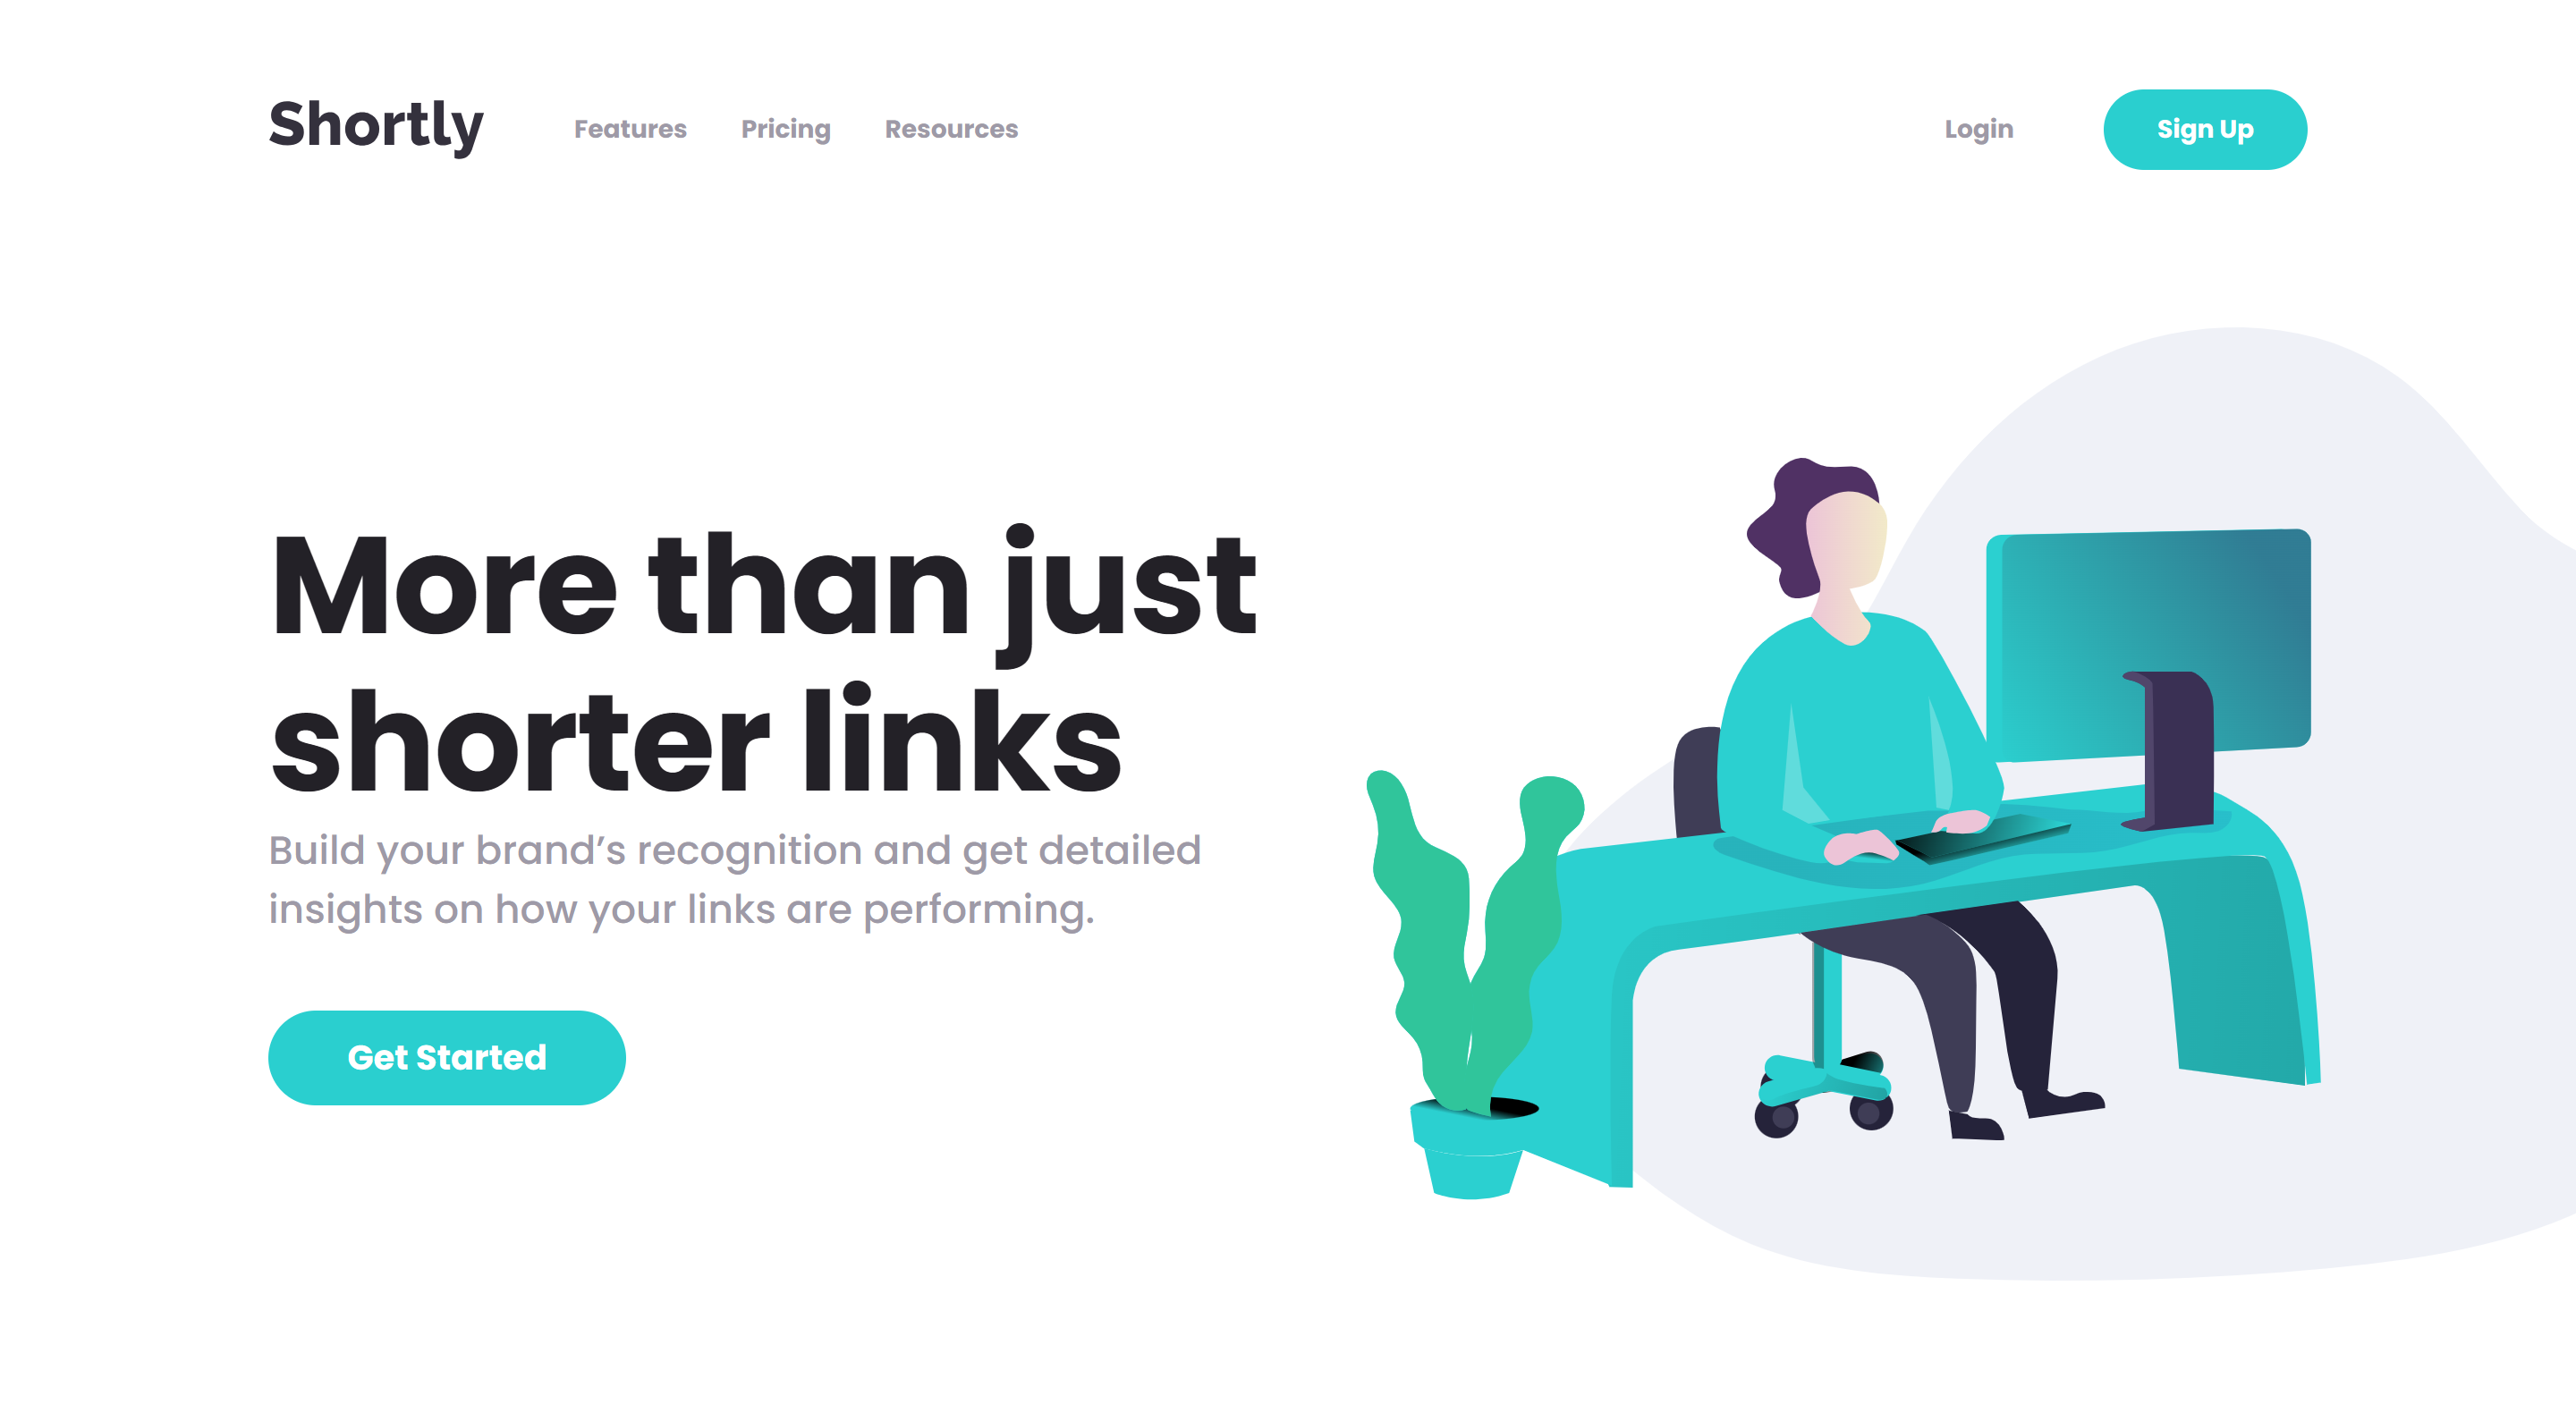 Shortly Features Pricing Resources Login Sign Up
More than just
shorter links
Build your brand’s recognition and get detailed
insights on how your links are performing.
Get Started